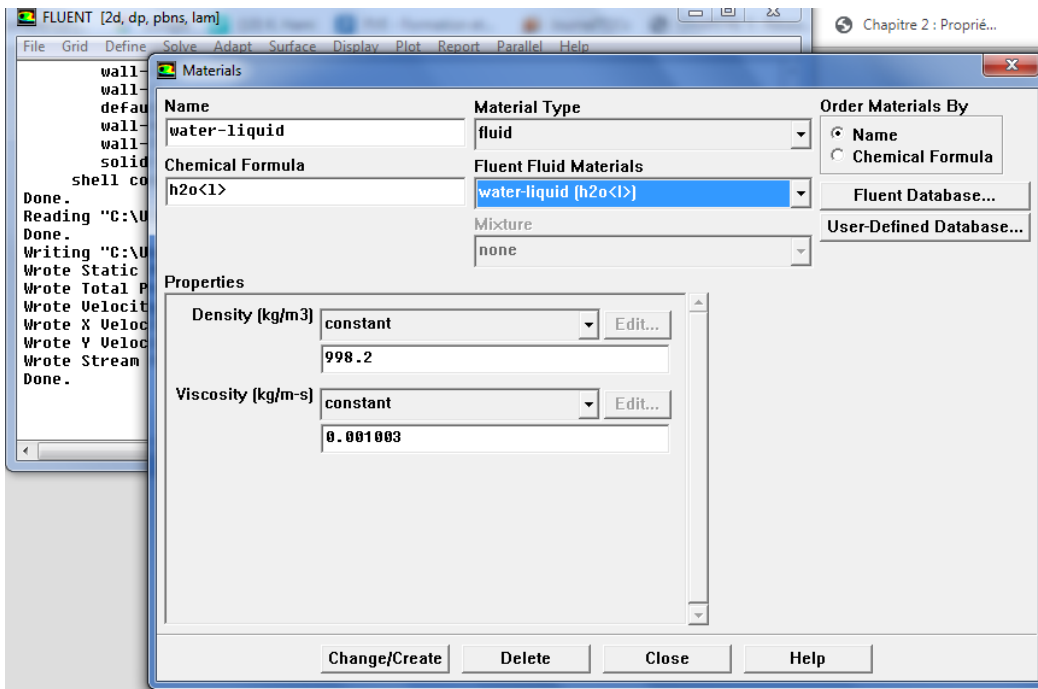 FLUENT [2d, dp, pbns, lam]
Chapitre 2 : Proprié...
File Grid Define Solve Adapt Surface Display Plot Report Parallel Help
wall-
wall-
defau
wall-
wall-
solid
shell co
Done.
Reading "C:\U
Done.
Writing "C:\U
Wrote Static
Wrote Total P
Wrote Velocit
Wrote X Veloc
Wrote Y Veloc
Wrote Stream
Done.
Materials
Name
water-liquid
Chemical Formula
h2o<l>
Material Type
fluid
Fluent Fluid Materials
water-liquid (h2o<l>)
Mixture
none
Order Materials By
Name
Chemical Formula
Fluent Database...
User-Defined Database...
Properties
Density (kg/m3) constant Edit...
998.2
Viscosity (kg/m-s) constant Edit...
0.001003
Change/Create Delete Close Help